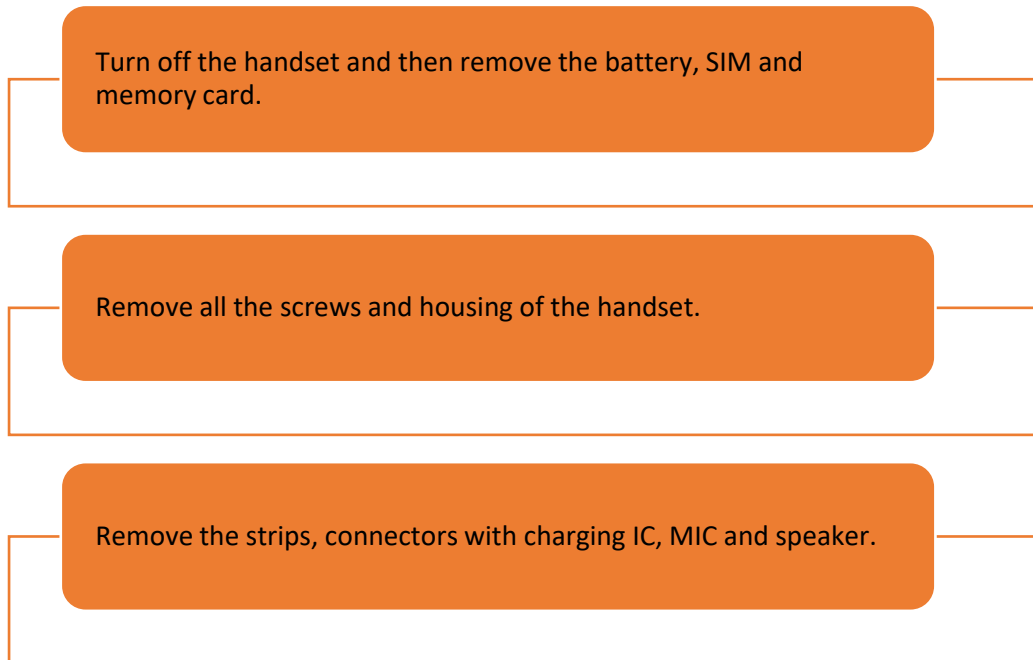 Turn off the handset and then remove the battery, SIM and
memory card.
Remove all the screws and housing of the handset.
Remove the strips, connectors with charging IC, MIC and speaker.